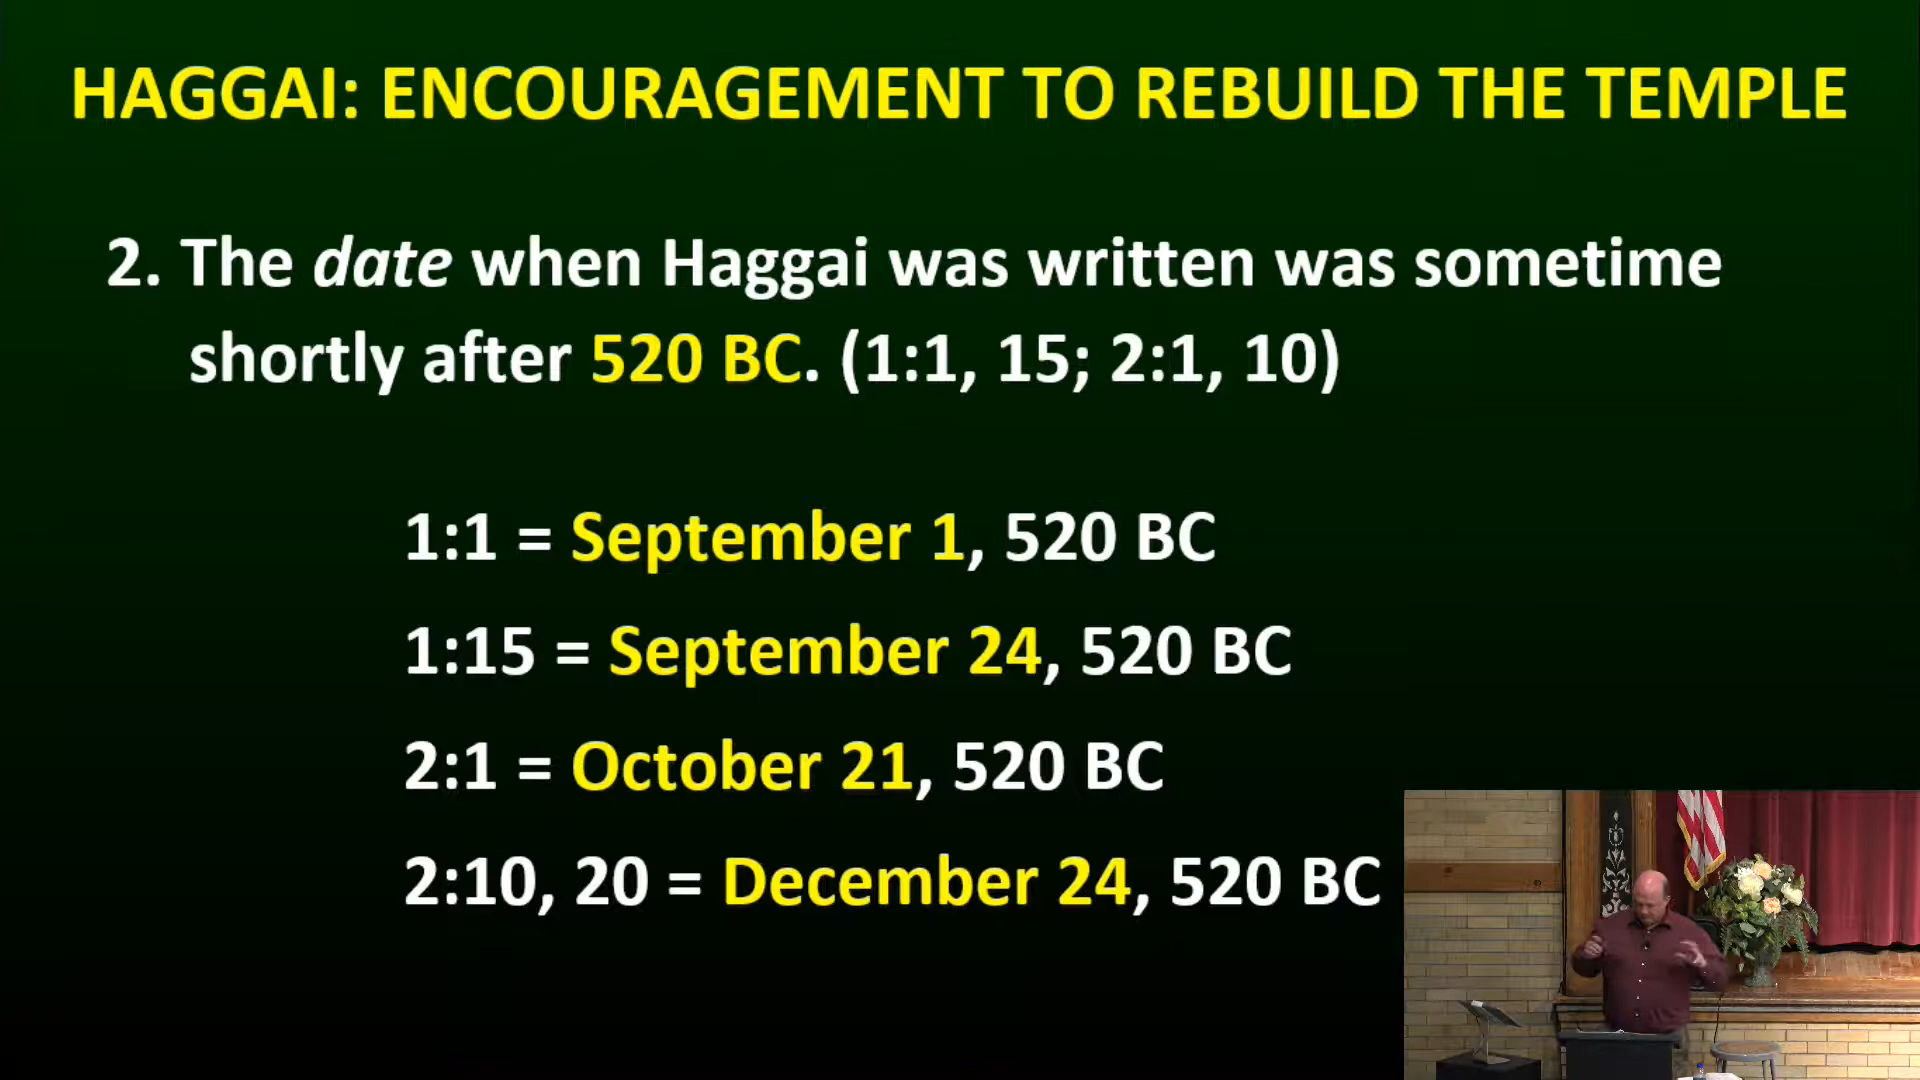 HAGGAI: ENCOURAGEMENT TO REBUILD THE TEMPLE
2. The date when Haggai was written was sometime
shortly after 520 BC. (1:1, 15; 2:1, 10)
1:1 = September 1, 520 BC
1:15 = September 24, 520 BC
2:1 = October 21, 520 BC
2:10, 20 = December 24, 520 BC